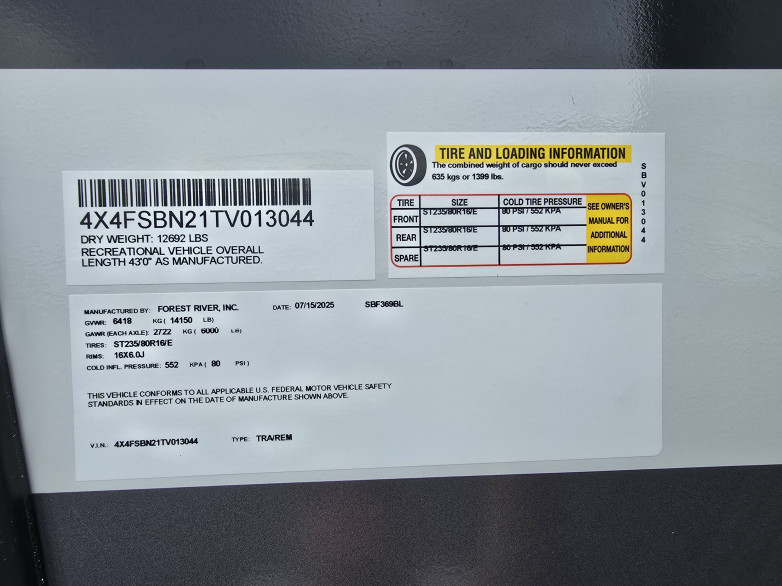 4X4FSBN21TV013044
DRY WEIGHT: 12692 LBS
RECREATIONAL VEHICLE OVERALL
LENGTH 43'0" AS MANUFACTURED.
TIRE AND LOADING INFORMATION
The combined weight of cargo should never exceed
635 kgs or 1399 lbs.
TIRE SIZE COLD TIRE PRESSURE
FRONT ST235/80R16/E 80 PSI / 552 KPA
REAR ST235/80R16/E 80 PSI / 552 KPA
SPARE ST235/80R16/E 80 PSI / 552 KPA
SEE OWNER'S
MANUAL FOR
ADDITIONAL
INFORMATION
SBV013044
MANUFACTURED BY: FOREST RIVER, INC. DATE: 07/15/2025 SBF369BL
GVWR: 6418 KG ( 14150 LB)
GAWR (EACH AXLE): 2722 KG ( 6000 LB)
TIRES: ST235/80R16/E
RIMS: 16X6.0J
COLD INFL. PRESSURE: 552 KPA ( 80 PSI )
THIS VEHICLE CONFORMS TO ALL APPLICABLE U.S. FEDERAL MOTOR VEHICLE SAFETY
STANDARDS IN EFFECT ON THE DATE OF MANUFACTURE SHOWN ABOVE.
V.I.N.: 4X4FSBN21TV013044 TYPE: TRA/REM